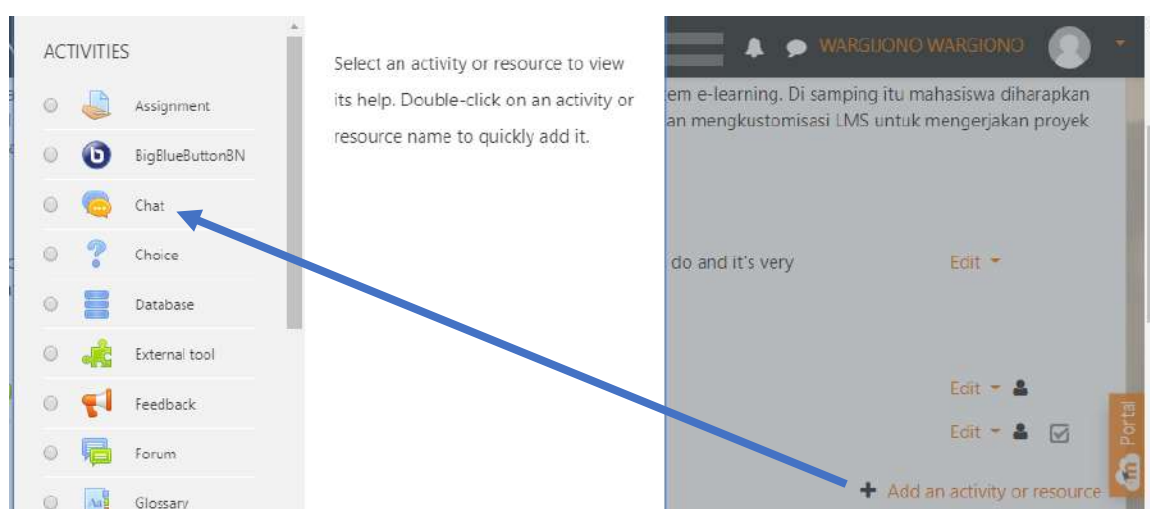 ACTIVITIES
Assignment
BigBlueButtonBN
Chat
Choice
Database
External tool
Feedback
Forum
Glossary
Select an activity or resource to view
its help. Double-click on an activity or
resource name to quickly add it.
WARGIJONO WARGIONO
em e-learning. Di samping itu mahasiswa diharapkan
an mengkustomisasi LMS untuk mengerjakan proyek
do and it's very
Edit
Edit
Edit
Add an activity or resource
m Portal